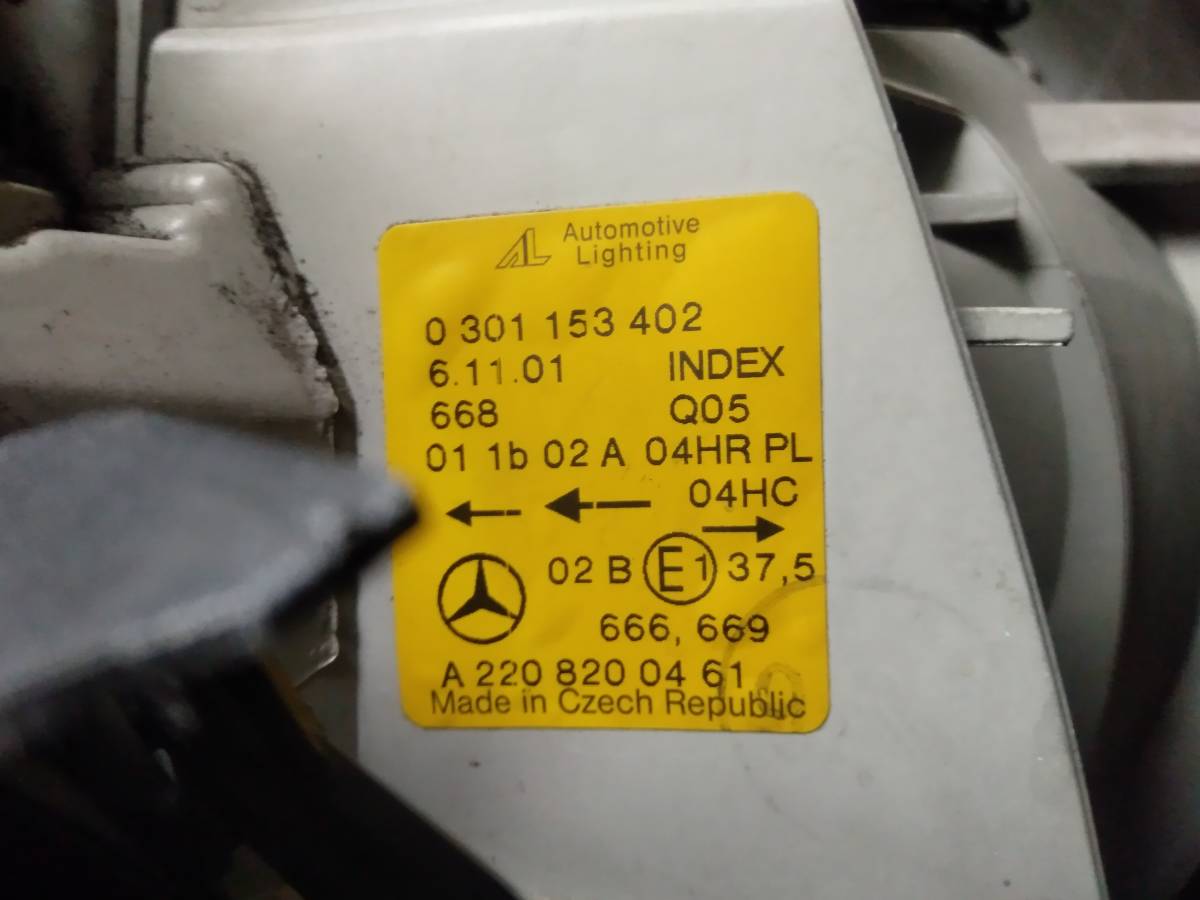 AL Automotive
Lighting
0 301 153 402
6.11.01 INDEX
668 Q05
01 1b 02 A 04HR PL
04HC
02 B E1 37,5
666, 669
A 220 820 04 61
Made in Czech Republic